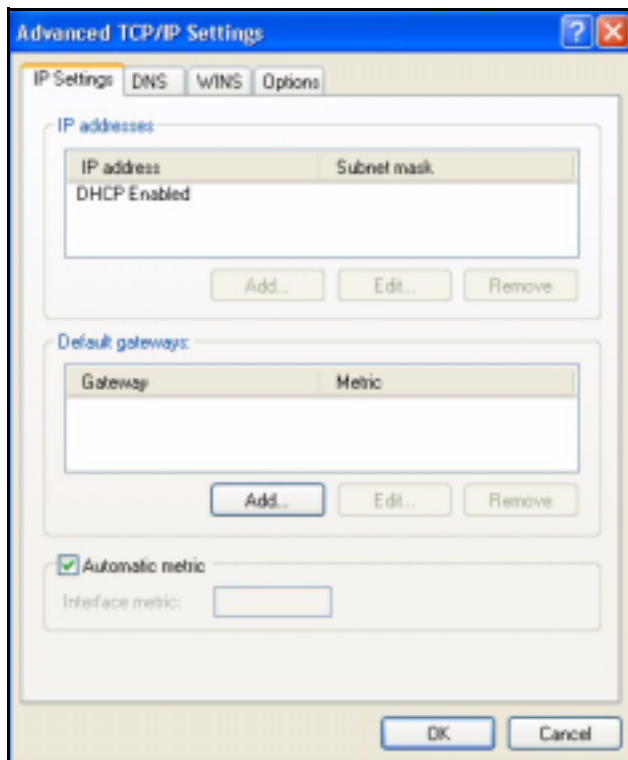 Advanced TCP/IP Settings
IP Settings DNS WINS Options
IP addresses
IP address Subnet mask
DHCP Enabled
Add... Edit... Remove
Default gateways:
Gateway Metric
Add... Edit... Remove
Automatic metric
Interface metric:
OK Cancel